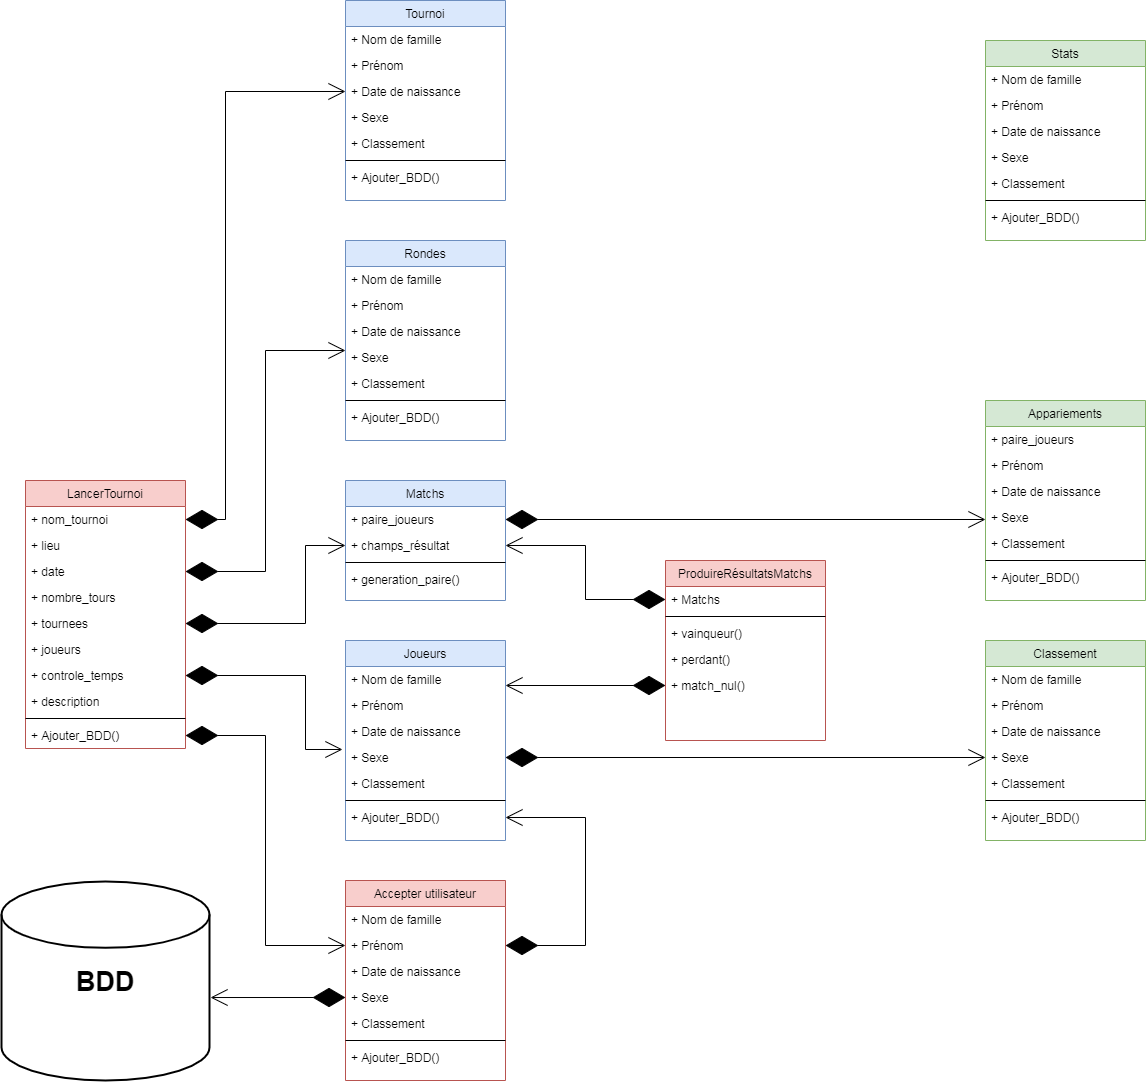 Tournoi
+ Nom de famille
+ Prénom
+ Date de naissance
+ Sexe
+ Classement
+ Ajouter_BDD()
Stats
+ Nom de famille
+ Prénom
+ Date de naissance
+ Sexe
+ Classement
+ Ajouter_BDD()
Rondes
+ Nom de famille
+ Prénom
+ Date de naissance
+ Sexe
+ Classement
+ Ajouter_BDD()
Appariements
+ paire_joueurs
+ Prénom
+ Date de naissance
+ Sexe
+ Classement
+ Ajouter_BDD()
LancerTournoi
+ nom_tournoi
+ lieu
+ date
+ nombre_tours
+ tournees
+ joueurs
+ controle_temps
+ description
+ Ajouter_BDD()
Matchs
+ paire_joueurs
+ champs_résultat
+ generation_paire()
ProduireRésultatsMatchs
+ Matchs
+ vainqueur()
+ perdant()
+ match_nul()
Joueurs
+ Nom de famille
+ Prénom
+ Date de naissance
+ Sexe
+ Classement
+ Ajouter_BDD()
Classement
+ Nom de famille
+ Prénom
+ Date de naissance
+ Sexe
+ Classement
+ Ajouter_BDD()
Accepter utilisateur
+ Nom de famille
+ Prénom
+ Date de naissance
+ Sexe
+ Classement
+ Ajouter_BDD()
BDD